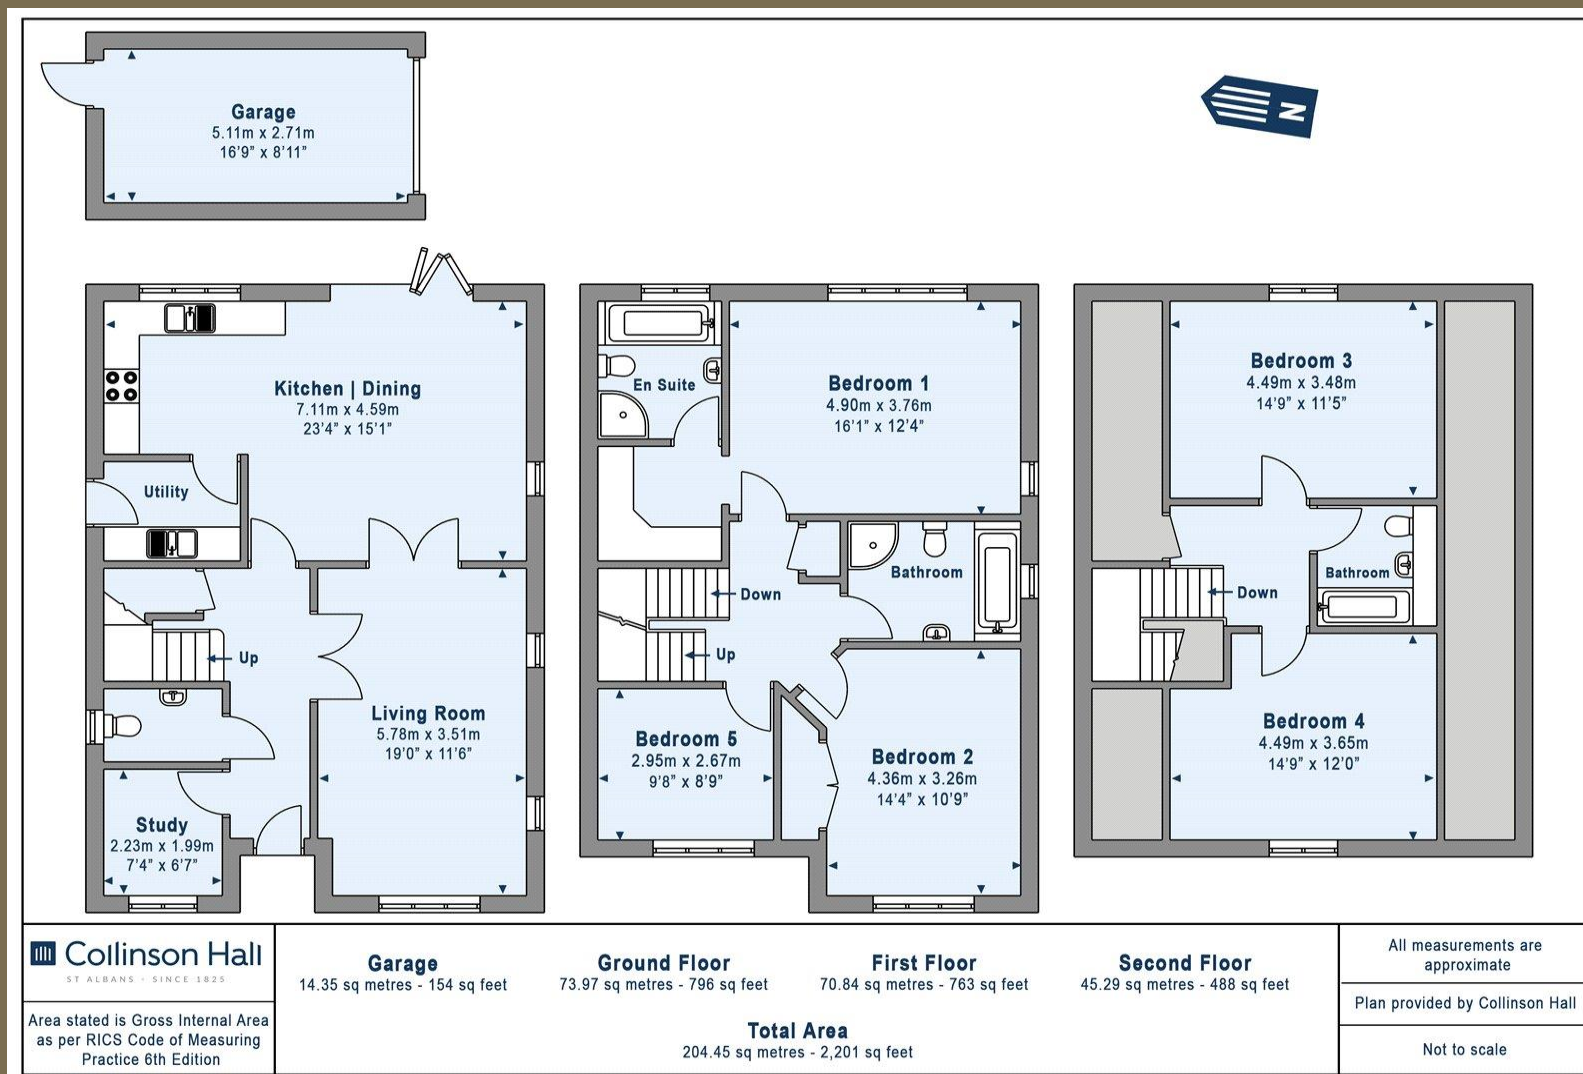 Garage
5.11m x 2.71m
16'9" x 8'11"
N
Kitchen | Dining
7.11m x 4.59m
23'4" x 15'1"
Utility
Up
Living Room
5.78m x 3.51m
19'0" x 11'6"
Study
2.23m x 1.99m
7'4" x 6'7"
En Suite
Bedroom 1
4.90m x 3.76m
16'1" x 12'4"
Bathroom
Down
Up
Bedroom 5
2.95m x 2.67m
9'8" x 8'9"
Bedroom 2
4.36m x 3.26m
14'4" x 10'9"
Bedroom 3
4.49m x 3.48m
14'9" x 11'5"
Bathroom
Down
Bedroom 4
4.49m x 3.65m
14'9" x 12'0"
Collinson Hall
ST ALBANS · SINCE 1825
Area stated is Gross Internal Area
as per RICS Code of Measuring
Practice 6th Edition
Garage
14.35 sq metres - 154 sq feet
Ground Floor
73.97 sq metres - 796 sq feet
First Floor
70.84 sq metres - 763 sq feet
Second Floor
45.29 sq metres - 488 sq feet
Total Area
204.45 sq metres - 2,201 sq feet
All measurements are
approximate
Plan provided by Collinson Hall
Not to scale